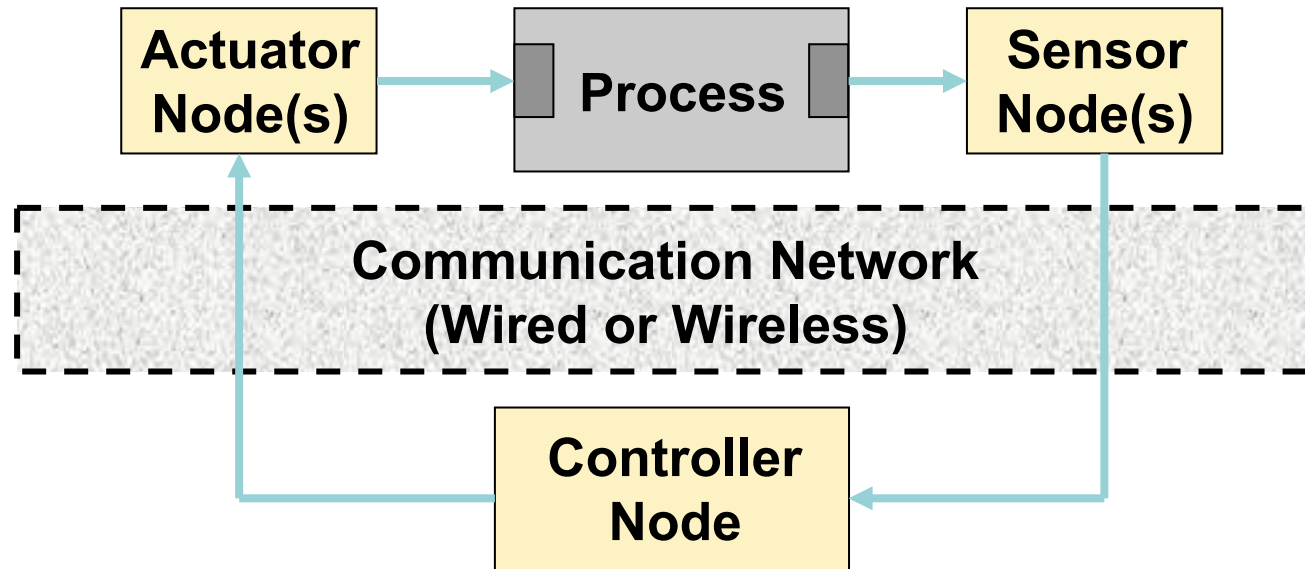 Actuator
Node(s)
Process
Sensor
Node(s)
Communication Network
(Wired or Wireless)
Controller
Node